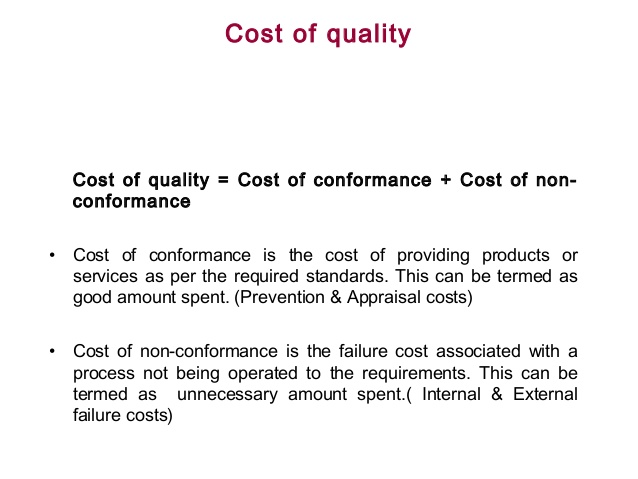 Cost of quality
Cost of quality = Cost of conformance + Cost of non-
conformance
• Cost of conformance is the cost of providing products or
services as per the required standards. This can be termed as
good amount spent. (Prevention & Appraisal costs)
• Cost of non-conformance is the failure cost associated with a
process not being operated to the requirements. This can be
termed as  unnecessary amount spent.( Internal & External
failure costs)